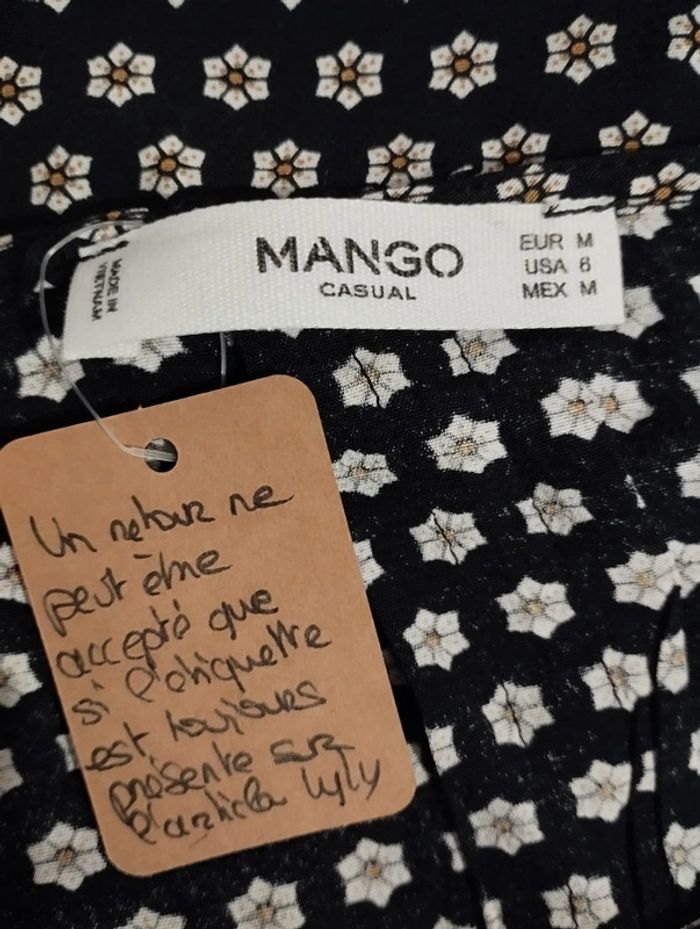 MANGO
CASUAL
EUR M
USA 6
MEX M
MADE IN
VIETNAM
Un retour ne
peut être
accepté que
si l'étiquette
est toujours
présente sur
l'article lyly